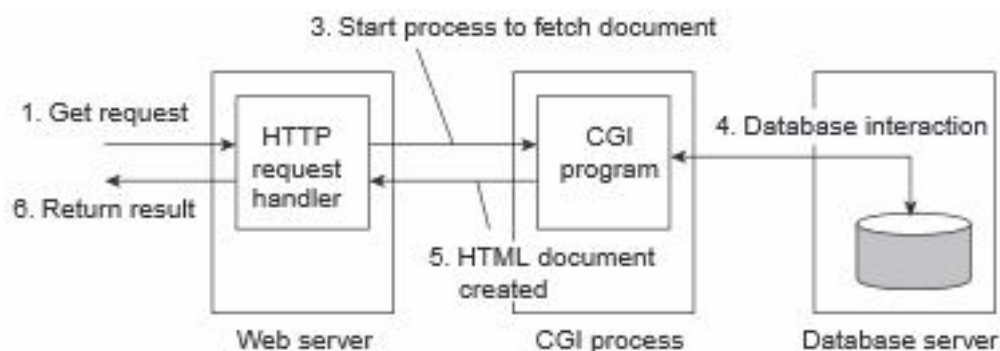 3. Start process to fetch document
1. Get request
HTTP
request
handler
CGI
program
4. Database interaction
6. Return result
5. HTML document
created
Web server
CGI process
Database server